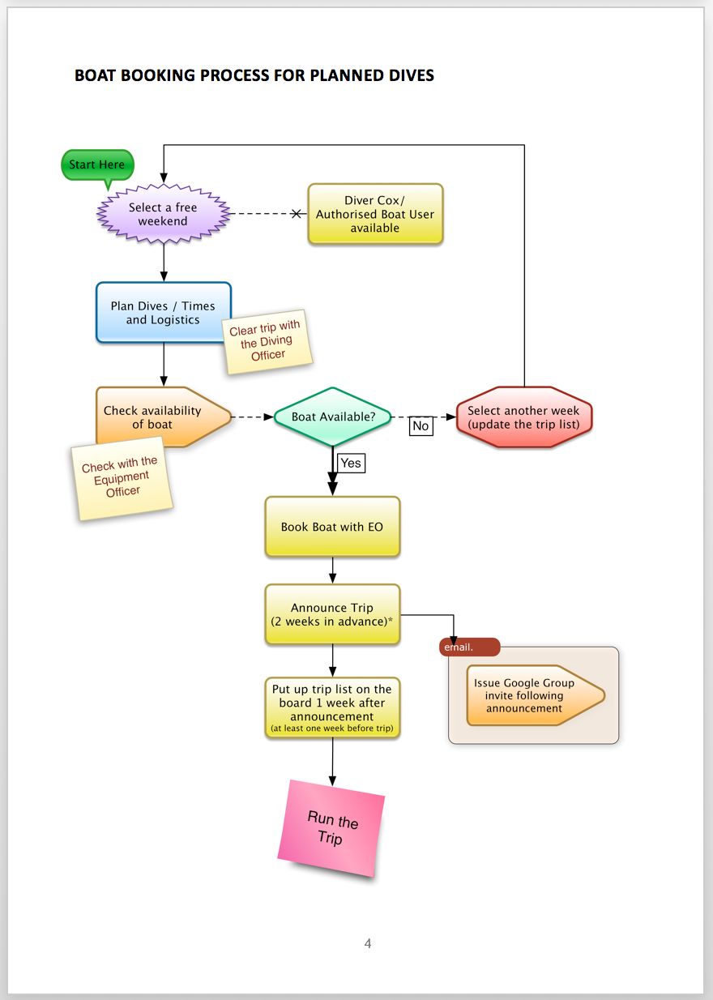 BOAT BOOKING PROCESS FOR PLANNED DIVES
Start Here
Select a free
weekend
Diver Cox/
Authorised Boat User
available
Plan Dives / Times
and Logistics
Clear trip with
the Diving
Officer
Check availability
of boat
Check with the
Equipment
Officer
Boat Available?
No
Select another week
(update the trip list)
Yes
Book Boat with EO
Announce Trip
(2 weeks in advance)*
email.
Issue Google Group
invite following
announcement
Put up trip list on the
board 1 week after
announcement
(at least one week before trip)
Run the
Trip
4